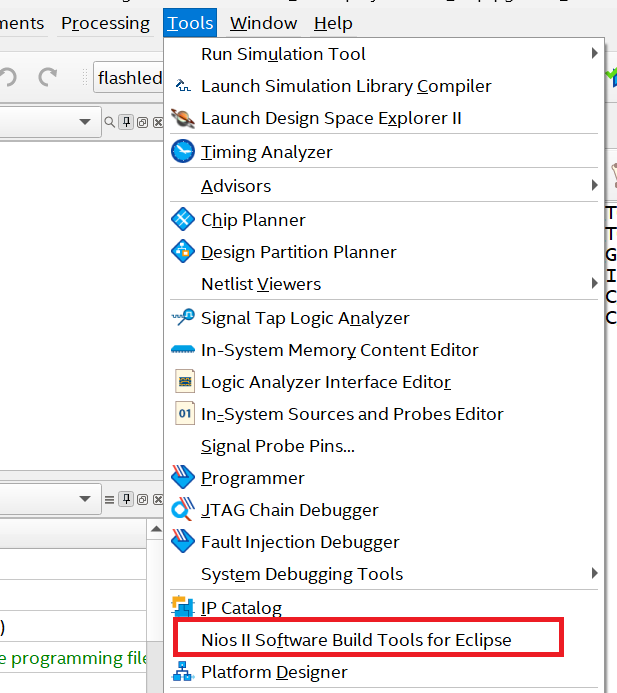 ments Processing Tools Window Help
Run Simulation Tool
flashled
Launch Simulation Library Compiler
Launch Design Space Explorer II
Timing Analyzer
Advisors
Chip Planner
Design Partition Planner
Netlist Viewers
Signal Tap Logic Analyzer
In-System Memory Content Editor
Logic Analyzer Interface Editor
01 In-System Sources and Probes Editor
Signal Probe Pins...
Programmer
JTAG Chain Debugger
Fault Injection Debugger
System Debugging Tools
IP Catalog
)
Nios II Software Build Tools for Eclipse
e programming file
Platform Designer
T
T
G
I
C
C